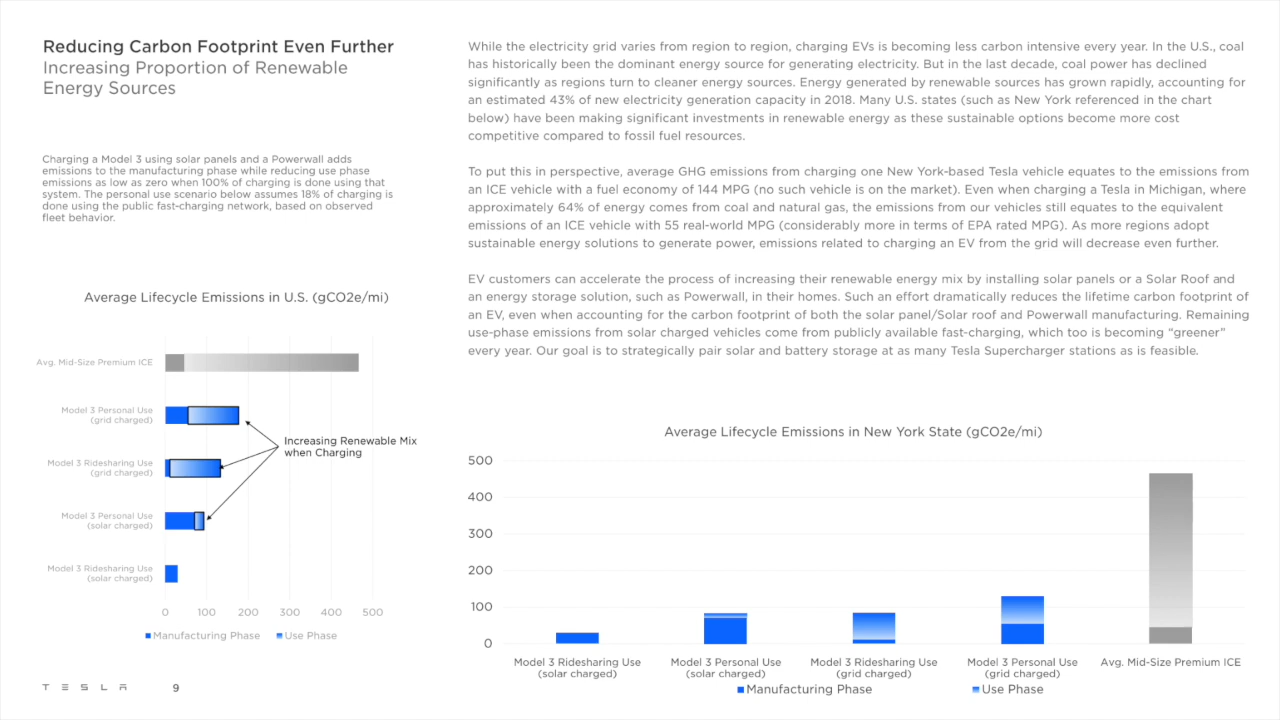 Reducing Carbon Footprint Even Further
Increasing Proportion of Renewable
Energy Sources
Charging a Model 3 using solar panels and a Powerwall adds
emissions to the manufacturing phase while reducing use phase
emissions as low as zero when 100% of charging is done using that
system. The personal use scenario below assumes 18% of charging is
done using the public fast-charging network, based on observed
fleet behavior.
While the electricity grid varies from region to region, charging EVs is becoming less carbon intensive every year. In the U.S., coal
has historically been the dominant energy source for generating electricity. But in the last decade, coal power has declined
significantly as regions turn to cleaner energy sources. Energy generated by renewable sources has grown rapidly, accounting for
an estimated 43% of new electricity generation capacity in 2018. Many U.S. states (such as New York referenced in the chart
below) have been making significant investments in renewable energy as these sustainable options become more cost
competitive compared to fossil fuel resources.
To put this in perspective, average GHG emissions from charging one New York-based Tesla vehicle equates to the emissions from
an ICE vehicle with a fuel economy of 144 MPG (no such vehicle is on the market). Even when charging a Tesla in Michigan, where
approximately 64% of energy comes from coal and natural gas, the emissions from our vehicles still equates to the equivalent
emissions of an ICE vehicle with 55 real-world MPG (considerably more in terms of EPA rated MPG). As more regions adopt
sustainable energy solutions to generate power, emissions related to charging an EV from the grid will decrease even further.
EV customers can accelerate the process of increasing their renewable energy mix by installing solar panels or a Solar Roof and
an energy storage solution, such as Powerwall, in their homes. Such an effort dramatically reduces the lifetime carbon footprint of
an EV, even when accounting for the carbon footprint of both the solar panel/Solar roof and Powerwall manufacturing. Remaining
use-phase emissions from solar charged vehicles come from publicly available fast-charging, which too is becoming “greener”
every year. Our goal is to strategically pair solar and battery storage at as many Tesla Supercharger stations as is feasible.
Average Lifecycle Emissions in U.S. (gCO2e/mi)
Avg. Mid-Size Premium ICE
Model 3 Personal Use
(grid charged)
Model 3 Ridesharing Use
(grid charged)
Model 3 Personal Use
(solar charged)
Model 3 Ridesharing Use
(solar charged)
Increasing Renewable Mix
when Charging
0 100 200 300 400 500
Manufacturing Phase Use Phase
Average Lifecycle Emissions in New York State (gCO2e/mi)
500
400
300
200
100
0
Model 3 Ridesharing Use Model 3 Personal Use Model 3 Ridesharing Use Model 3 Personal Use Avg. Mid-Size Premium ICE
(solar charged) (solar charged) (grid charged) (grid charged)
Manufacturing Phase Use Phase
TESLA 9